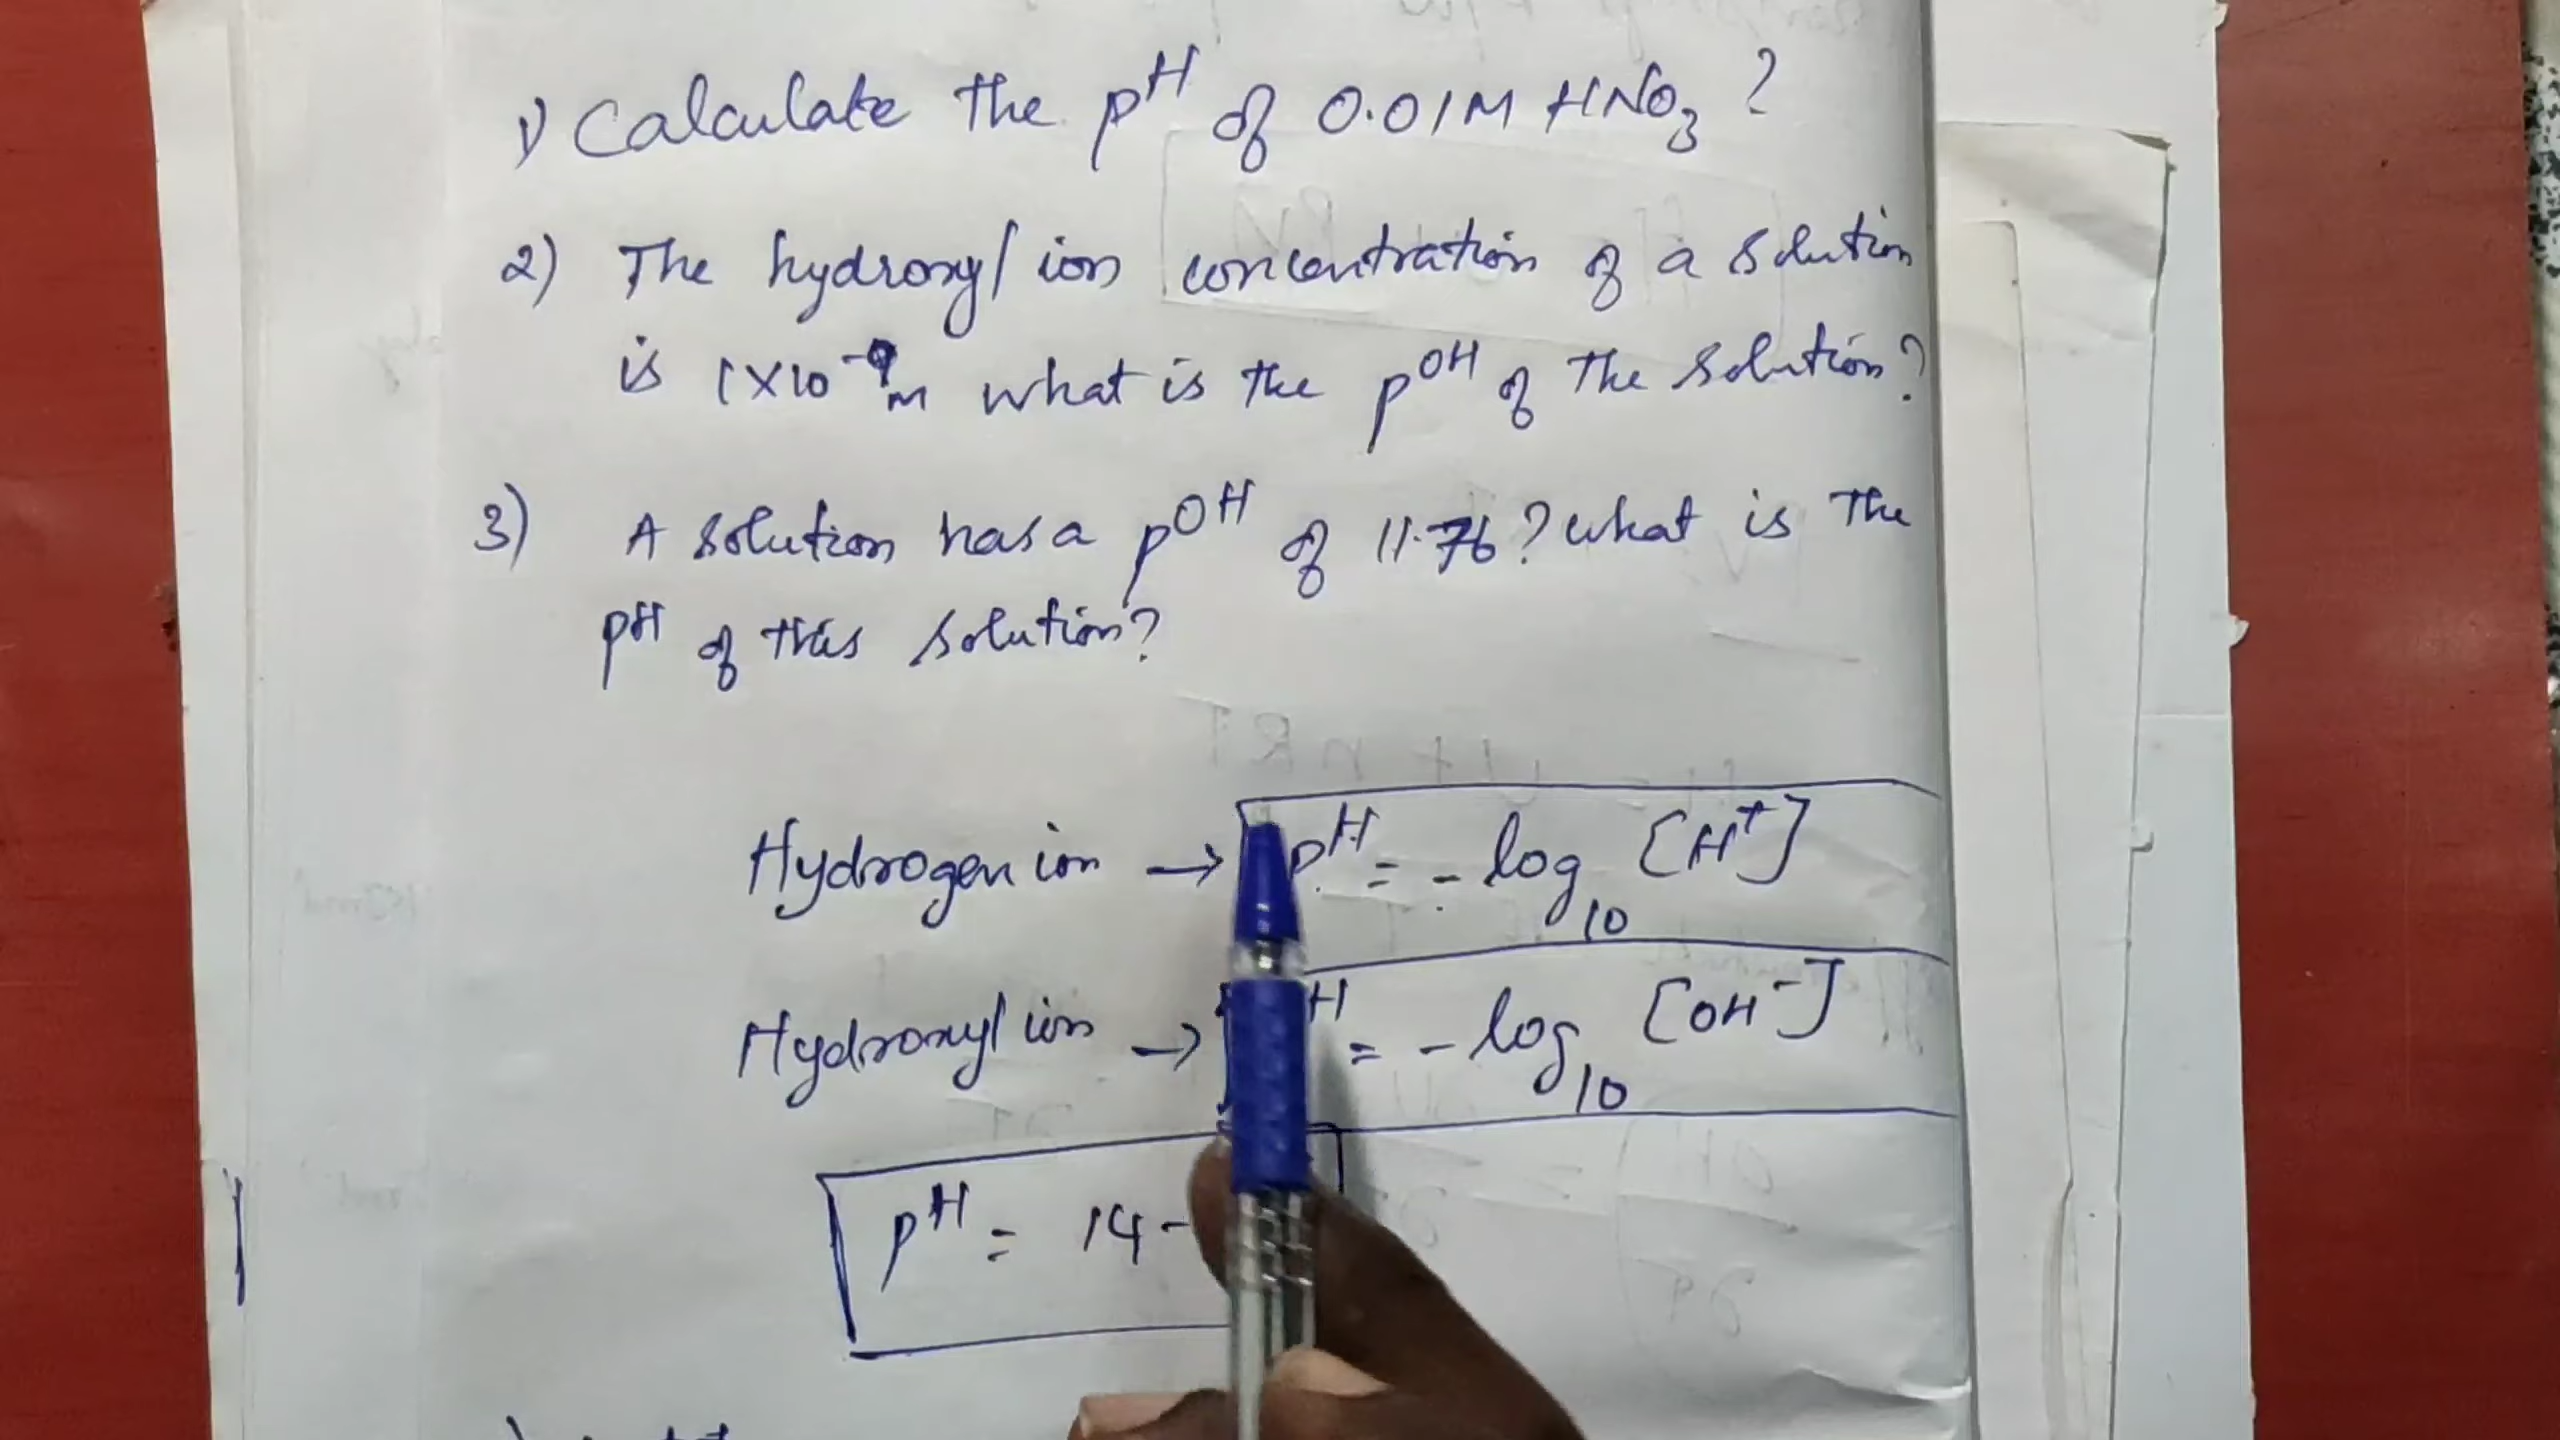 1) Calculate the pH of 0.01M HNO3 ?
2) The hydroxyl ion concentration of a solution
is 1×10⁻⁹M what is the pOH of the solution?
3) A solution has a pOH of 11.76? what is the
pH of this solution?
Hydrogen ion → pH = -log10 [H⁺]
Hydroxyl ion → H = -log10 [OH⁻]
pH = 14 -